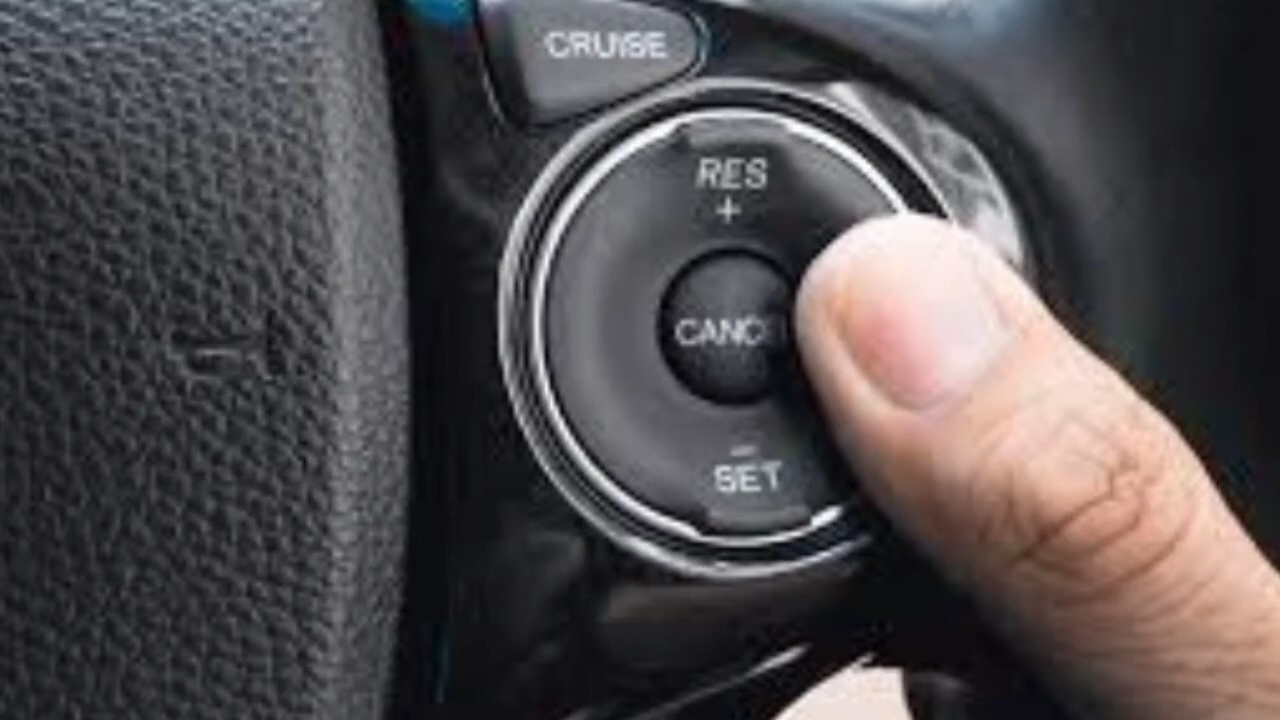 CRUISE
RES
+
CANC
–
SET